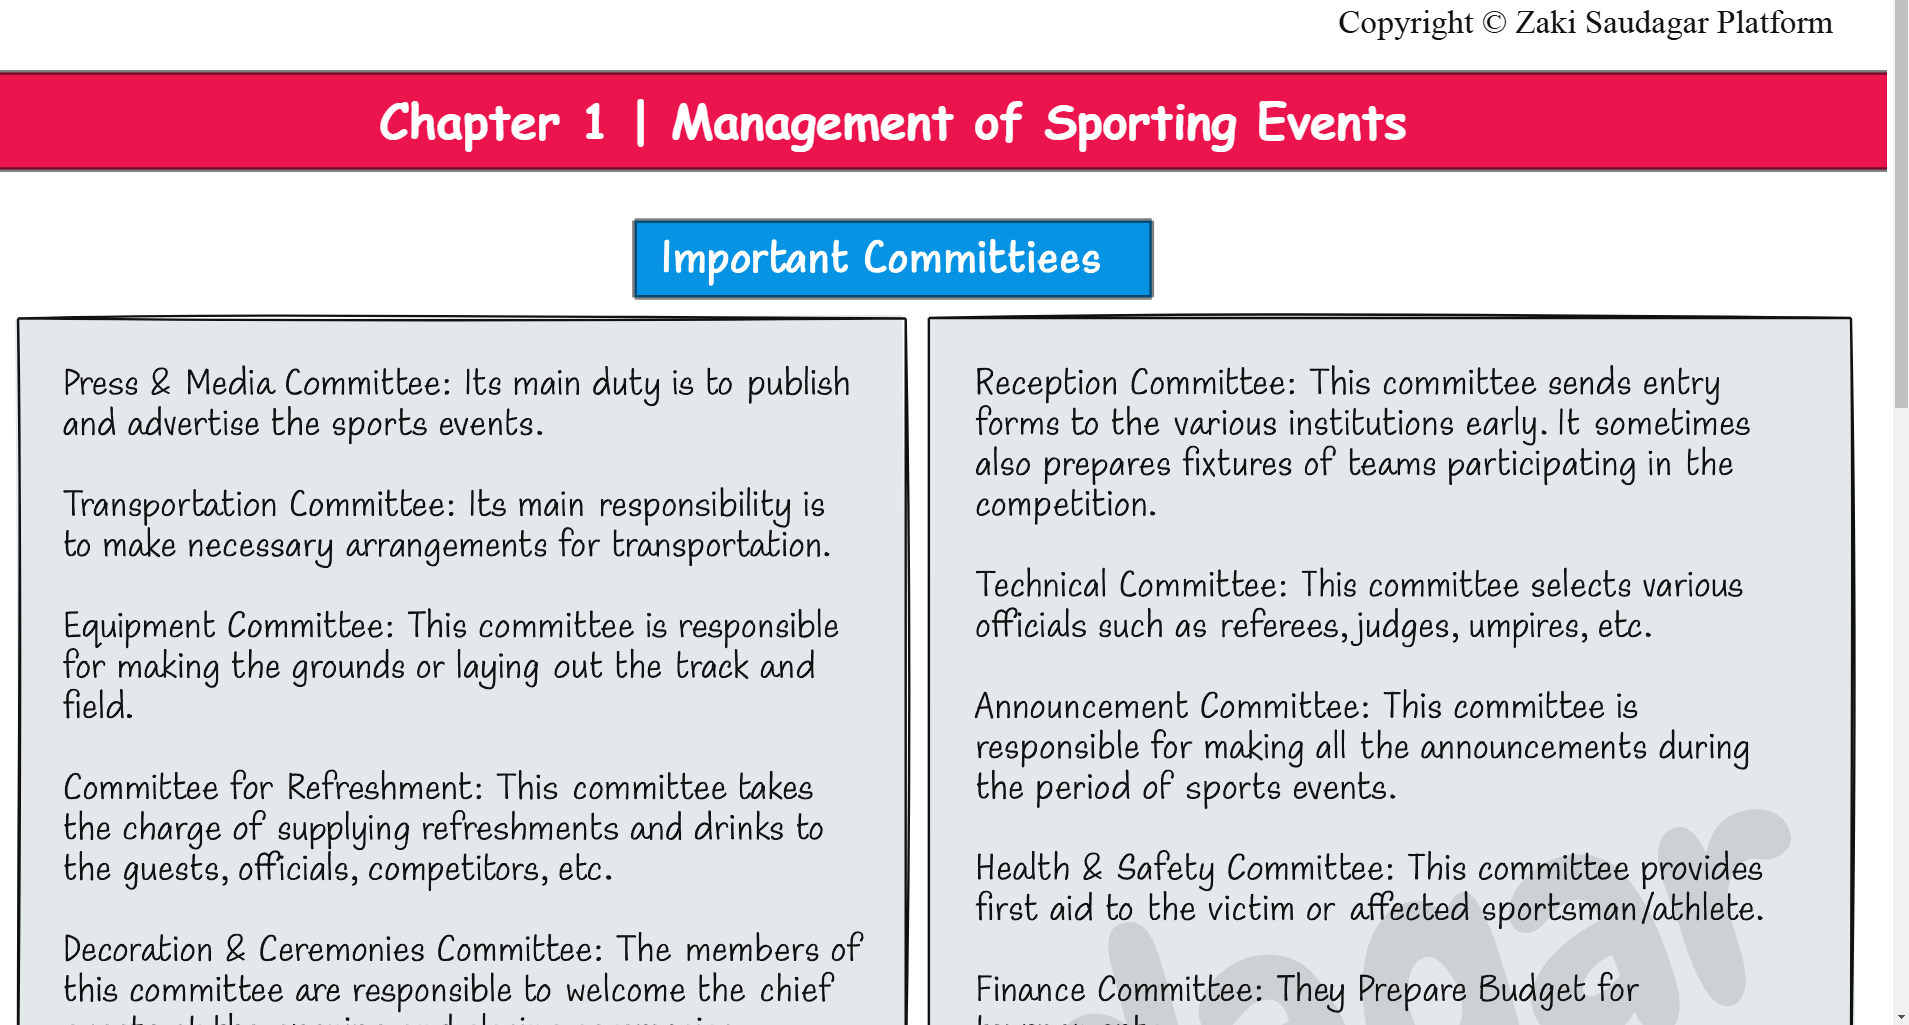 Copyright © Zaki Saudagar Platform
Chapter 1 | Management of Sporting Events
Important Committiees
Press & Media Committee: Its main duty is to publish
and advertise the sports events.
Transportation Committee: Its main responsibility is
to make necessary arrangements for transportation.
Equipment Committee: This committee is responsible
for making the grounds or laying out the track and
field.
Committee for Refreshment: This committee takes
the charge of supplying refreshments and drinks to
the guests, officials, competitors, etc.
Decoration & Ceremonies Committee: The members of
this committee are responsible to welcome the chief
Reception Committee: This committee sends entry
forms to the various institutions early. It sometimes
also prepares fixtures of teams participating in the
competition.
Technical Committee: This committee selects various
officials such as referees, judges, umpires, etc.
Announcement Committee: This committee is
responsible for making all the announcements during
the period of sports events.
Health & Safety Committee: This committee provides
first aid to the victim or affected sportsman/athlete.
Finance Committee: They Prepare Budget for